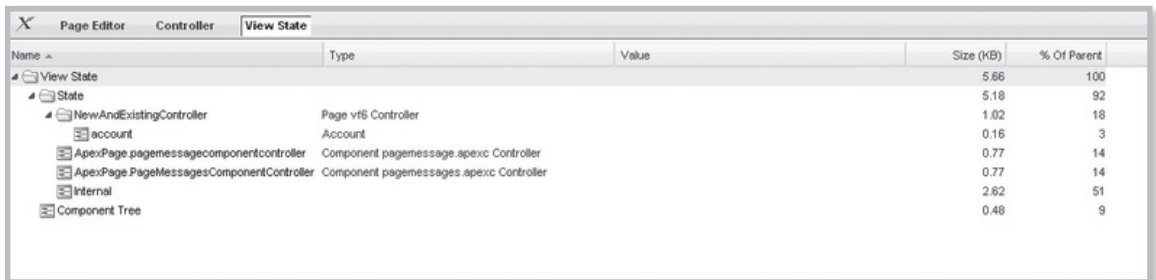 X Page Editor Controller View State
Name Type Value Size (KB) % Of Parent
View State 5.66 100
State 5.18 92
NewAndExistingController Page vf6 Controller 1.02 18
account Account 0.16 3
ApexPage.pagemessagecomponentcontroller Component pagemessage.apexc Controller 0.77 14
ApexPage.PageMessagesComponentController Component pagemessages.apexc Controller 0.77 14
Internal 2.62 51
Component Tree 0.48 9